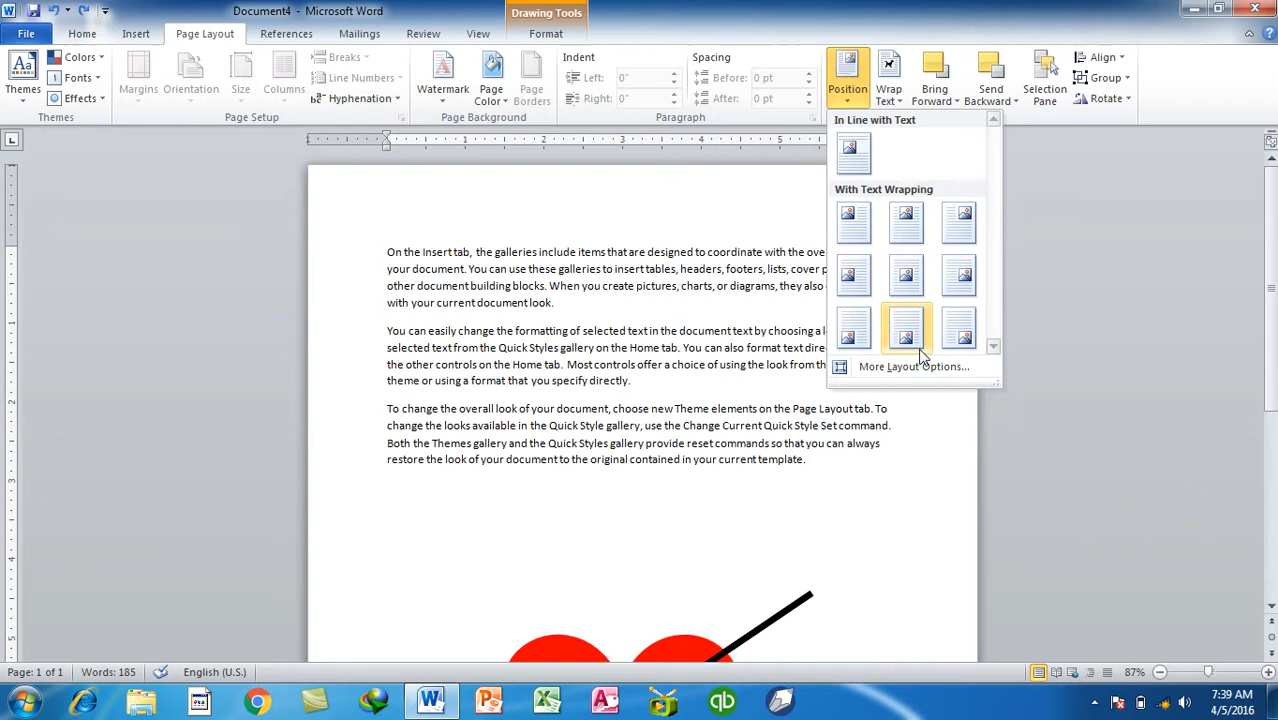 Document4 - Microsoft Word
Drawing Tools
File Home Insert Page Layout References Mailings Review View Format
Themes
Colors
Fonts
Effects
Themes
Margins Orientation Size Columns
Breaks
Line Numbers
Hyphenation
Page Setup
Watermark Page Color Page Borders
Page Background
Indent
Left: 0"
Right: 0"
Spacing
Before: 0 pt
After: 0 pt
Paragraph
Position Wrap Text Bring Forward Send Backward Selection Pane
Align
Group
Rotate
In Line with Text
With Text Wrapping
More Layout Options...
On the Insert tab, the galleries include items that are designed to coordinate with the ove
your document. You can use these galleries to insert tables, headers, footers, lists, cover p
other document building blocks. When you create pictures, charts, or diagrams, they also
with your current document look.
You can easily change the formatting of selected text in the document text by choosing a l
selected text from the Quick Styles gallery on the Home tab. You can also format text dire
the other controls on the Home tab. Most controls offer a choice of using the look from th
theme or using a format that you specify directly.
To change the overall look of your document, choose new Theme elements on the Page Layout tab. To
change the looks available in the Quick Style gallery, use the Change Current Quick Style Set command.
Both the Themes gallery and the Quick Styles gallery provide reset commands so that you can always
restore the look of your document to the original contained in your current template.
Page: 1 of 1 Words: 185 English (U.S.) 87%
7:39 AM
4/5/2016